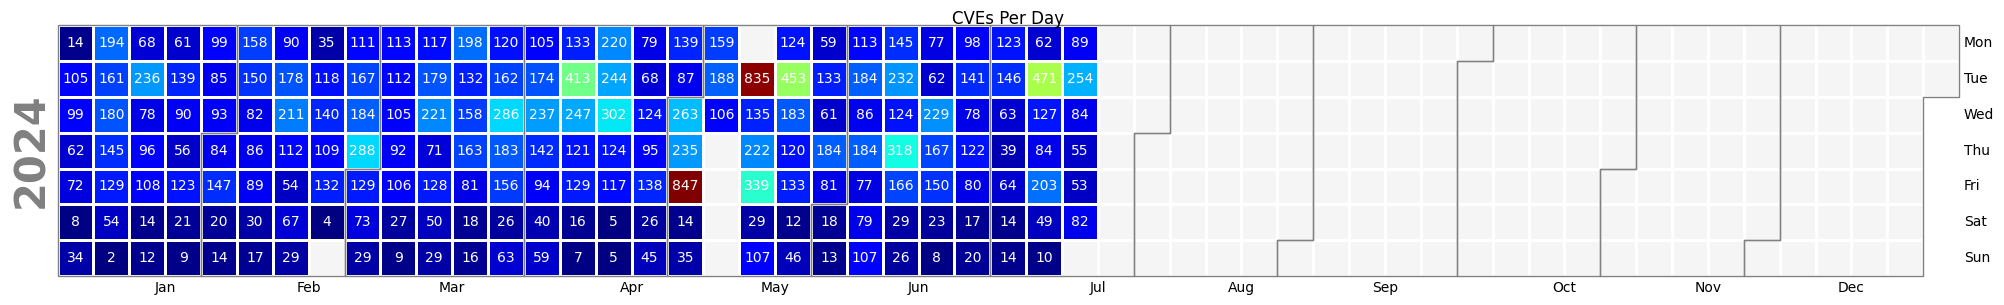 CVEs Per Day
2024
14 194 68 61 99 158 90 35 111 113 117 198 120 105 133 220 79 139 159 124 59 113 145 77 98 123 62 89 Mon
105 161 236 139 85 150 178 118 167 112 179 132 162 174 413 244 68 87 188 835 453 133 184 232 62 141 146 471 254 Tue
99 180 78 90 93 82 211 140 184 105 221 158 286 237 247 302 124 263 106 135 183 61 86 124 229 78 63 127 84 Wed
62 145 96 56 84 86 112 109 288 92 71 163 183 142 121 124 95 235 222 120 184 184 318 167 122 39 84 55 Thu
72 129 108 123 147 89 54 132 129 106 128 81 156 94 129 117 138 847 339 133 81 77 166 150 80 64 203 53 Fri
8 54 14 21 20 30 67 4 73 27 50 18 26 40 16 5 26 14 29 12 18 79 29 23 17 14 49 82 Sat
34 2 12 9 14 17 29 29 9 29 16 63 59 7 5 45 35 107 46 13 107 26 8 20 14 10 Sun
Jan Feb Mar Apr May Jun Jul Aug Sep Oct Nov Dec